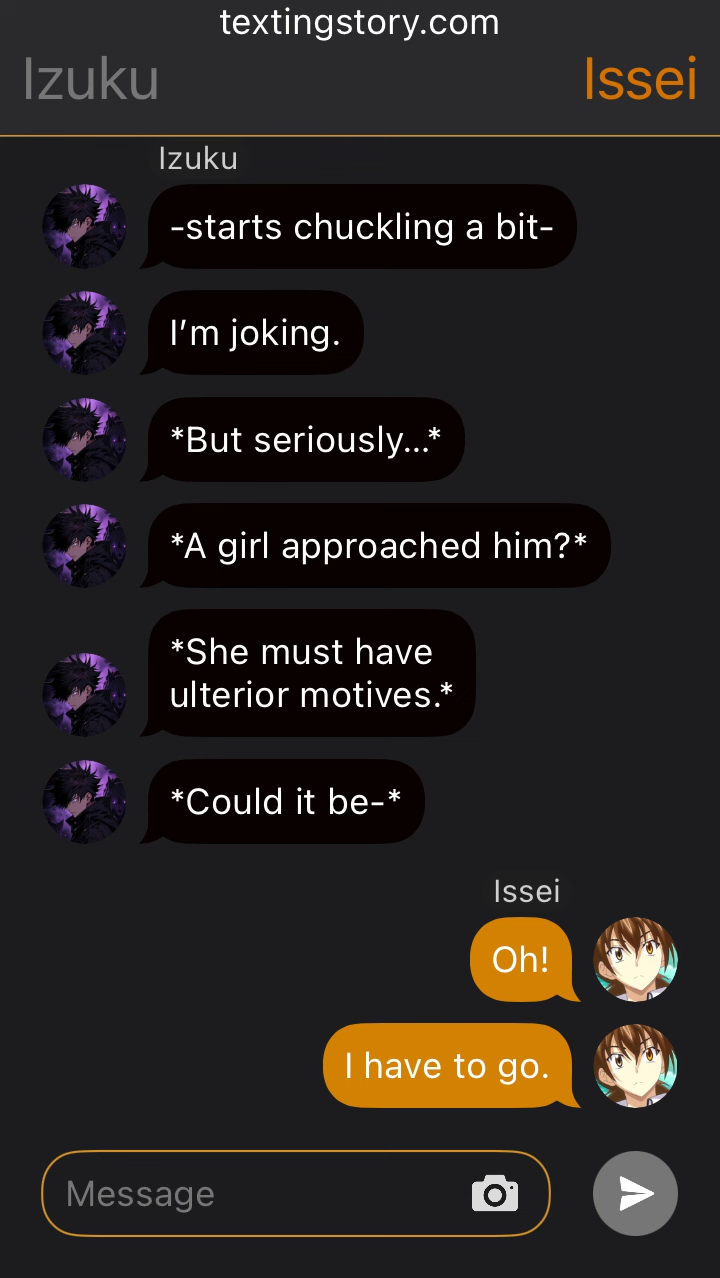 textingstory.com
Izuku
Issei
Izuku
-starts chuckling a bit-
I’m joking.
*But seriously...*
*A girl approached him?*
*She must have
ulterior motives.*
*Could it be-*
Issei
Oh!
I have to go.
Message